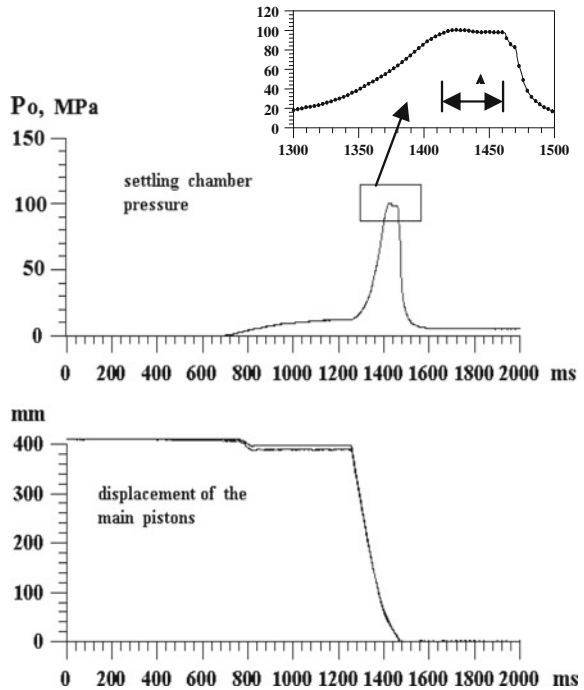 120
100
80
60
40
20
0
1300 1350 1400 1450 1500
Po, MPa
150
100
50
0
settling chamber
pressure
0 200 400 600 800 1000 1200 1400 1600 1800 2000 ms
mm
400
300
200
100
0
displacement of the
main pistons
0 200 400 600 800 1000 1200 1400 1600 1800 2000 ms